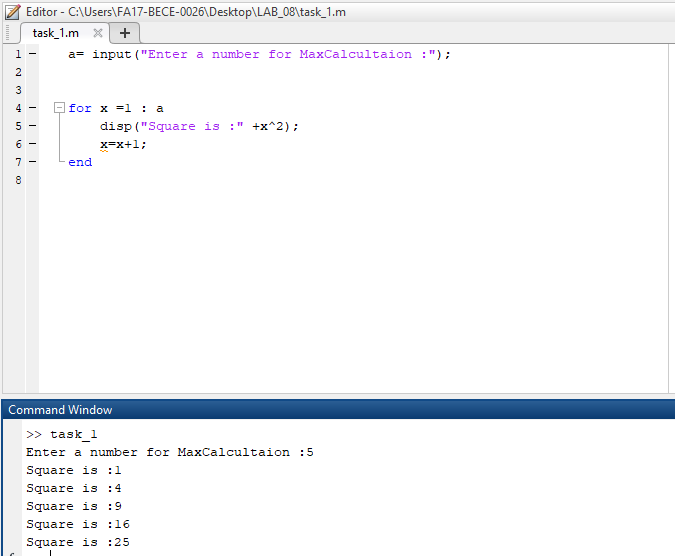 Editor - C:\Users\FA17-BECE-0026\Desktop\LAB_08\task_1.m
task_1.m
1 a= input("Enter a number for MaxCalcultaion :");
2
3
4 for x =1 : a
5 disp("Square is :" +x^2);
6 x=x+1;
7 end
8
Command Window
>> task_1
Enter a number for MaxCalcultaion :5
Square is :1
Square is :4
Square is :9
Square is :16
Square is :25